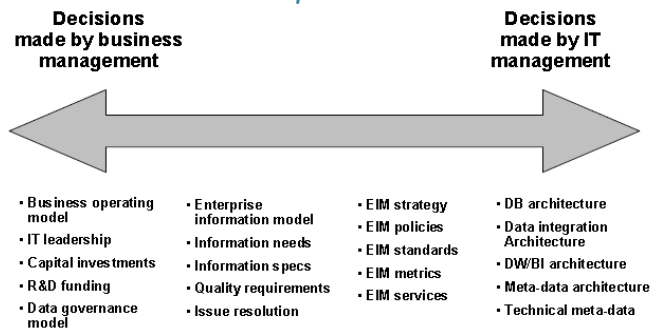 Decisions
made by business
management
Decisions
made by IT
management
▪ Business operating
model
▪ IT leadership
▪ Capital investments
▪ R&D funding
▪ Data governance
model
▪ Enterprise
information model
▪ Information needs
▪ Information specs
▪ Quality requirements
▪ Issue resolution
▪ EIM strategy
▪ EIM policies
▪ EIM standards
▪ EIM metrics
▪ EIM services
▪ DB architecture
▪ Data integration
Architecture
▪ DW/BI architecture
▪ Meta-data architecture
▪ Technical meta-data